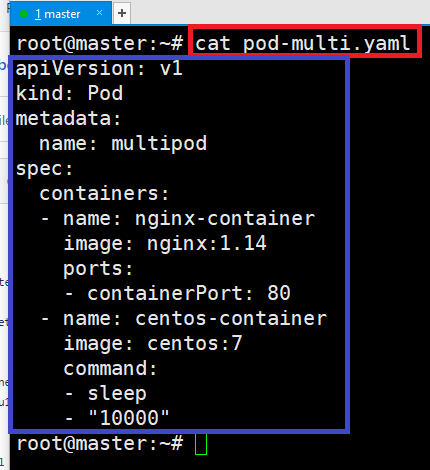 1 master
root@master:~# cat pod-multi.yaml
apiVersion: v1
kind: Pod
metadata:
  name: multipod
spec:
  containers:
  - name: nginx-container
    image: nginx:1.14
    ports:
    - containerPort: 80
  - name: centos-container
    image: centos:7
    command:
    - sleep
    - "10000"
root@master:~#